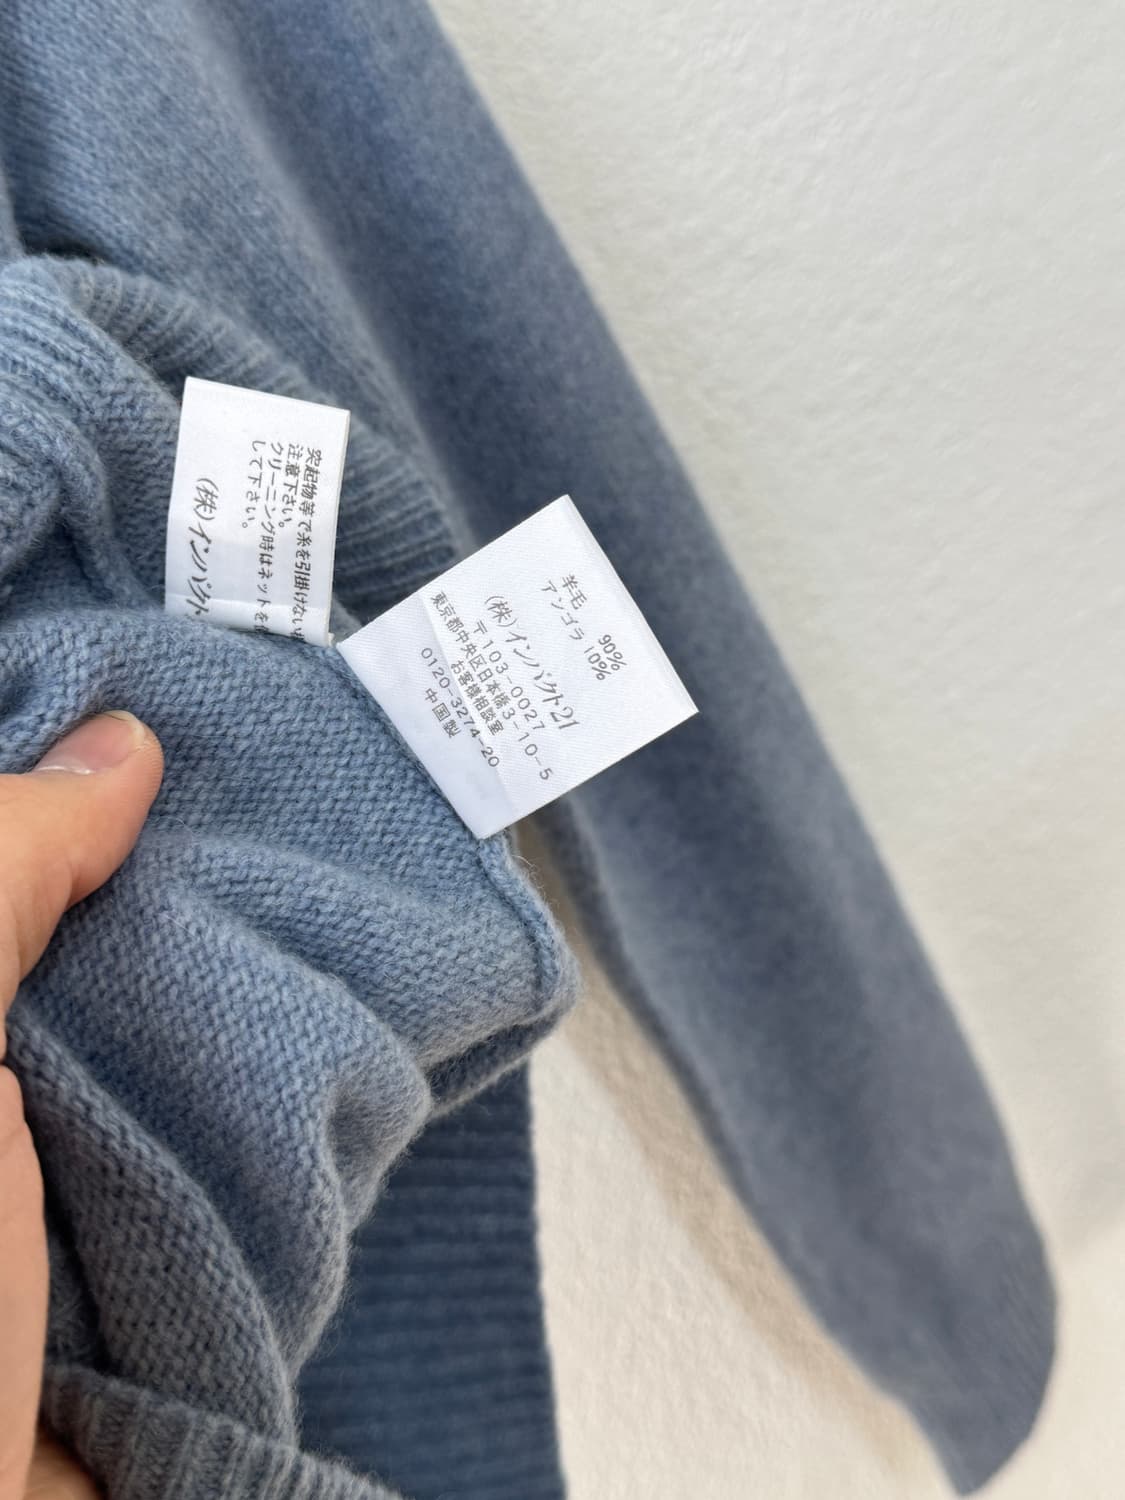 突起物等で糸を引掛けない
注意下さい。
クリーニング時はネットを
して下さい。
(株)インパクト
羊毛 90%
アンゴラ 10%
(株)インパクト21
〒103-0027
東京都中央区日本橋3-10-5
お客様相談室
0120-3274-20
中国製